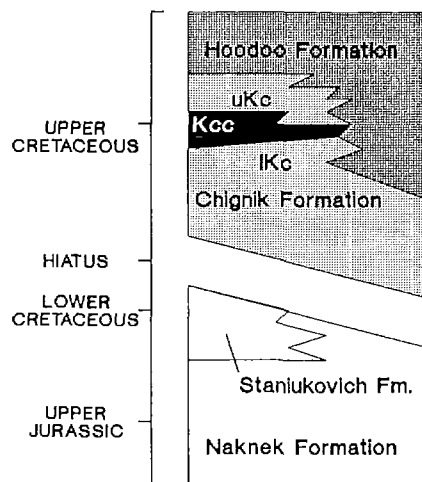 Hoodoo Formation
uKc
UPPER
CRETACEOUS
Kcc
lKc
Chignik Formation
HIATUS
LOWER
CRETACEOUS
Staniukovich Fm.
UPPER
JURASSIC
Naknek Formation